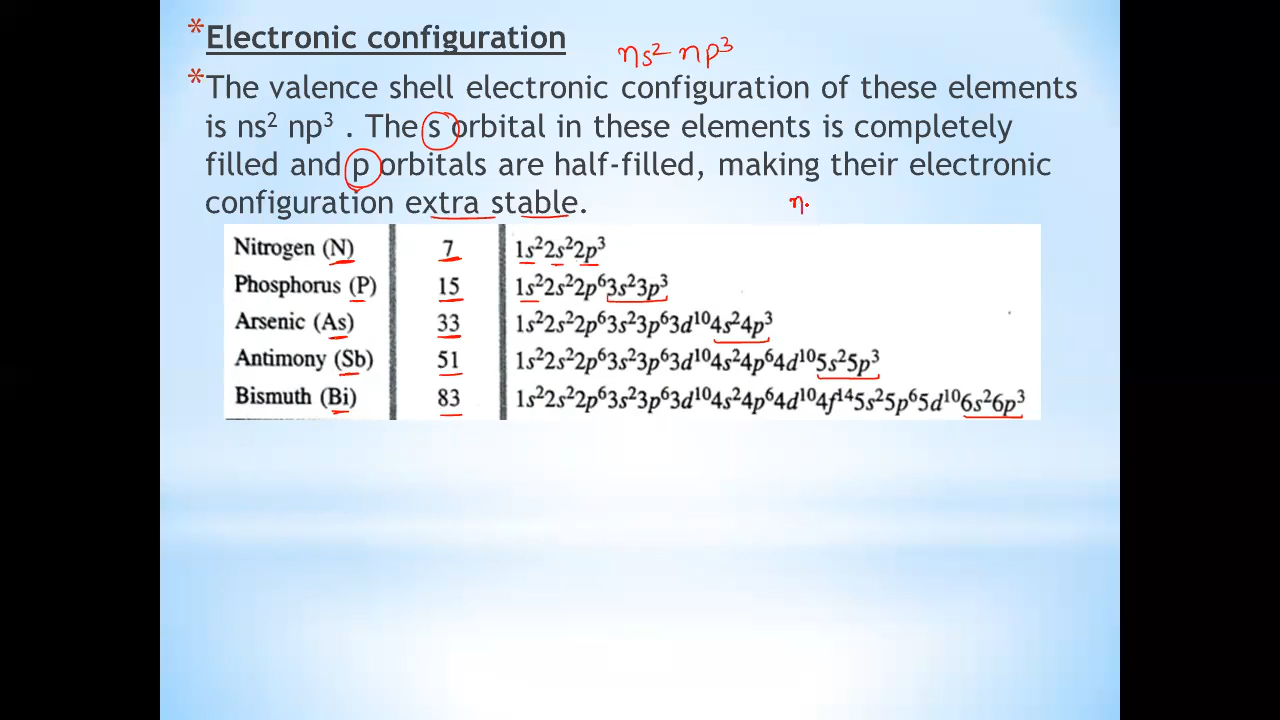 *Electronic configuration
ns² np³
*The valence shell electronic configuration of these elements
is ns² np³ . The s orbital in these elements is completely
filled and p orbitals are half-filled, making their electronic
configuration extra stable.
n.
Nitrogen (N) 7 1s²2s²2p³
Phosphorus (P) 15 1s²2s²2p⁶3s²3p³
Arsenic (As) 33 1s²2s²2p⁶3s²3p⁶3d¹⁰4s²4p³
Antimony (Sb) 51 1s²2s²2p⁶3s²3p⁶3d¹⁰4s²4p⁶4d¹⁰5s²5p³
Bismuth (Bi) 83 1s²2s²2p⁶3s²3p⁶3d¹⁰4s²4p⁶4d¹⁰4f¹⁴5s²5p⁶5d¹⁰6s²6p³